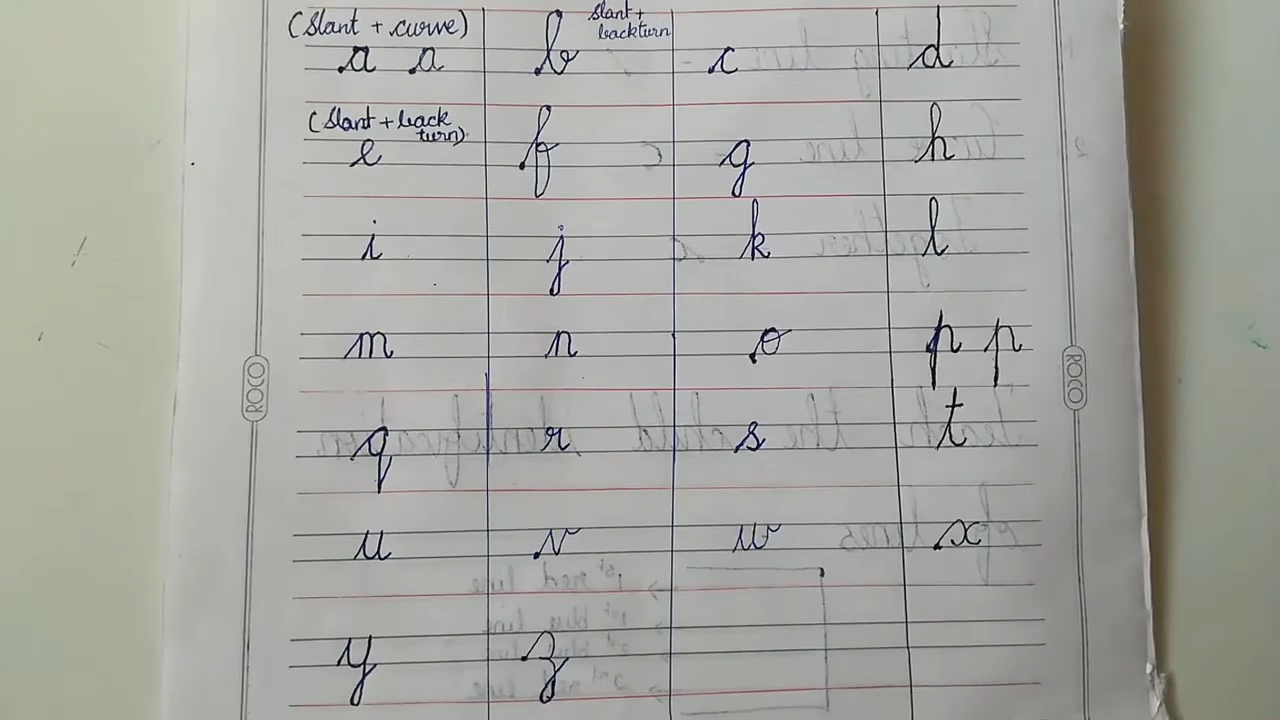 (Slant + curve)
a a b slant +
backturn c d
(Slant + back
turn)
e f g h
i j k l
m n o p p
q r s t
u v w x
y z
ROCO
ROCO